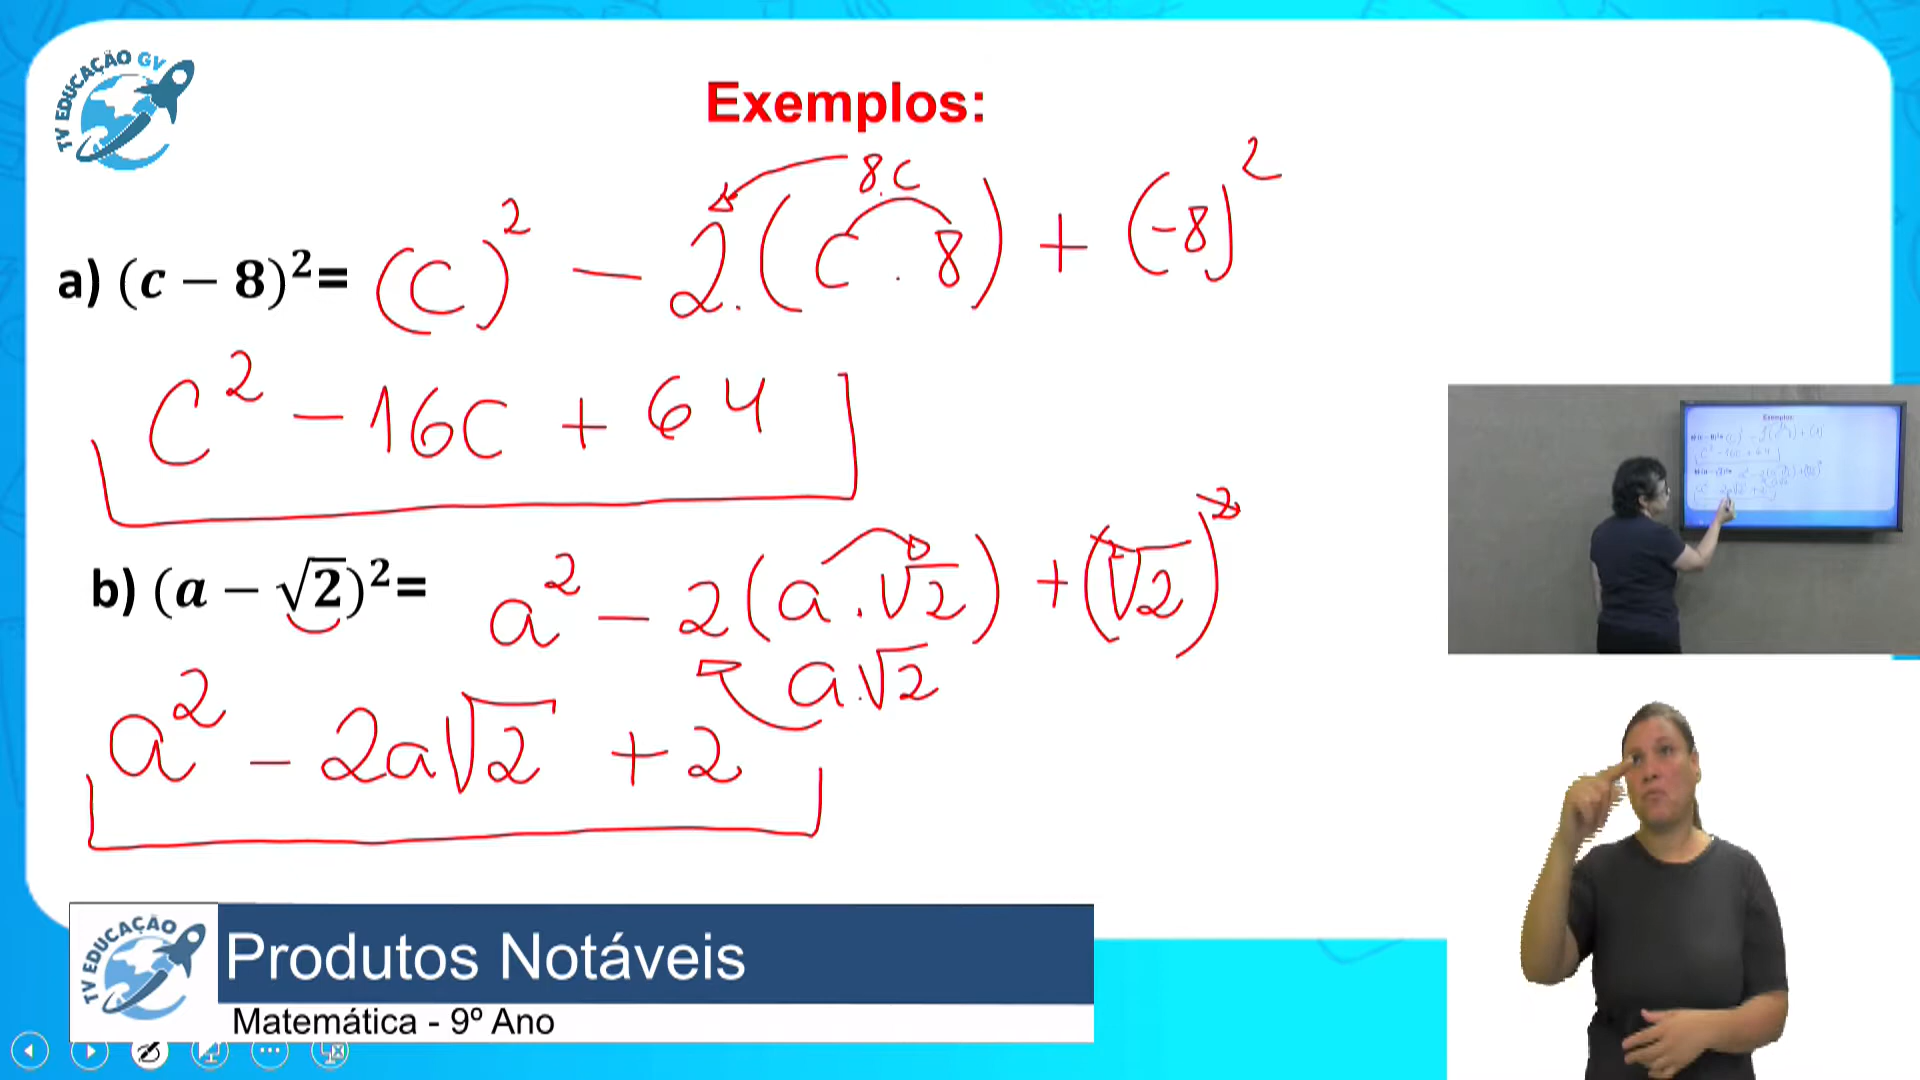 TV EDUCAÇÃO GV
Exemplos:
8.c
a) (c − 8)²= (c)² − 2.(c . 8) + (-8)²
c² − 16c + 64
b) (a − √2)²= a² − 2(a . √2) + (²√2)²
a.√2
a² − 2a√2 + 2
TV EDUCAÇÃO
Produtos Notáveis
Matemática - 9º Ano